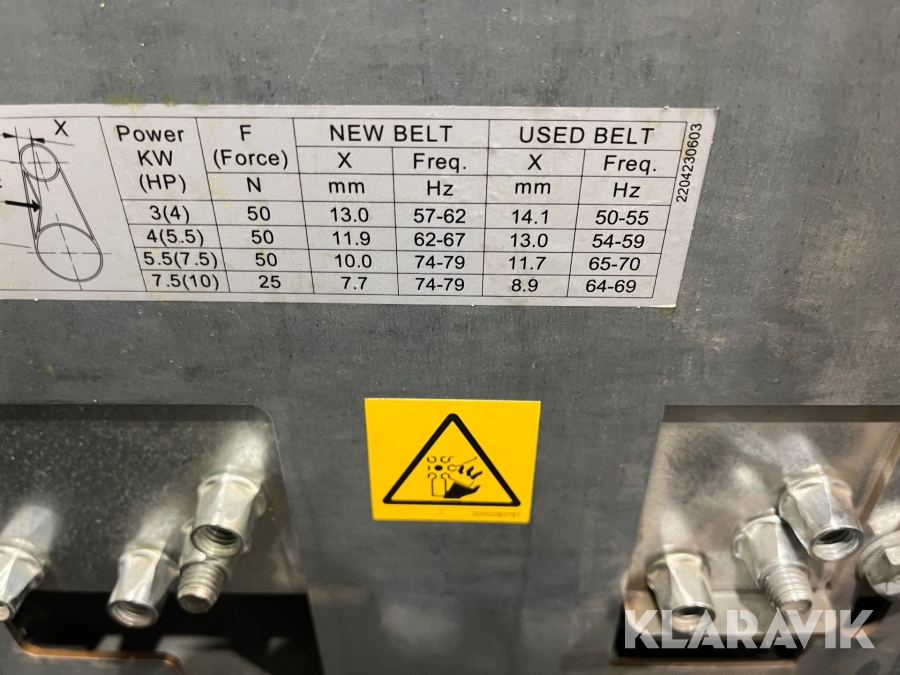 X
Power KW (HP) F (Force) NEW BELT USED BELT
X Freq. X Freq.
N mm Hz mm Hz
3(4) 50 13.0 57-62 14.1 50-55
4(5.5) 50 11.9 62-67 13.0 54-59
5.5(7.5) 50 10.0 74-79 11.7 65-70
7.5(10) 25 7.7 74-79 8.9 64-69
2204230603
KLARAVIK